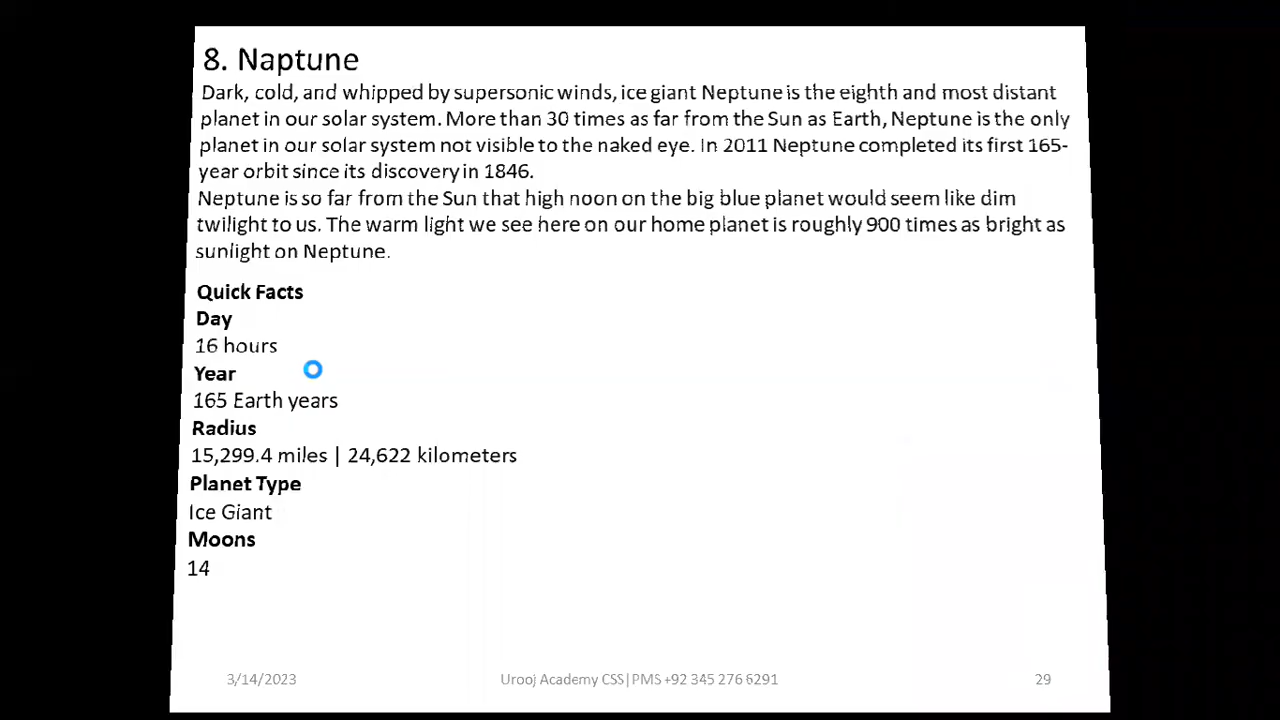 8. Naptune
Dark, cold, and whipped by supersonic winds, ice giant Neptune is the eighth and most distant
planet in our solar system. More than 30 times as far from the Sun as Earth, Neptune is the only
planet in our solar system not visible to the naked eye. In 2011 Neptune completed its first 165-
year orbit since its discovery in 1846.
Neptune is so far from the Sun that high noon on the big blue planet would seem like dim
twilight to us. The warm light we see here on our home planet is roughly 900 times as bright as
sunlight on Neptune.
Quick Facts
Day
16 hours
Year
165 Earth years
Radius
15,299.4 miles | 24,622 kilometers
Planet Type
Ice Giant
Moons
14
3/14/2023 Urooj Academy CSS|PMS +92 345 276 6291 29